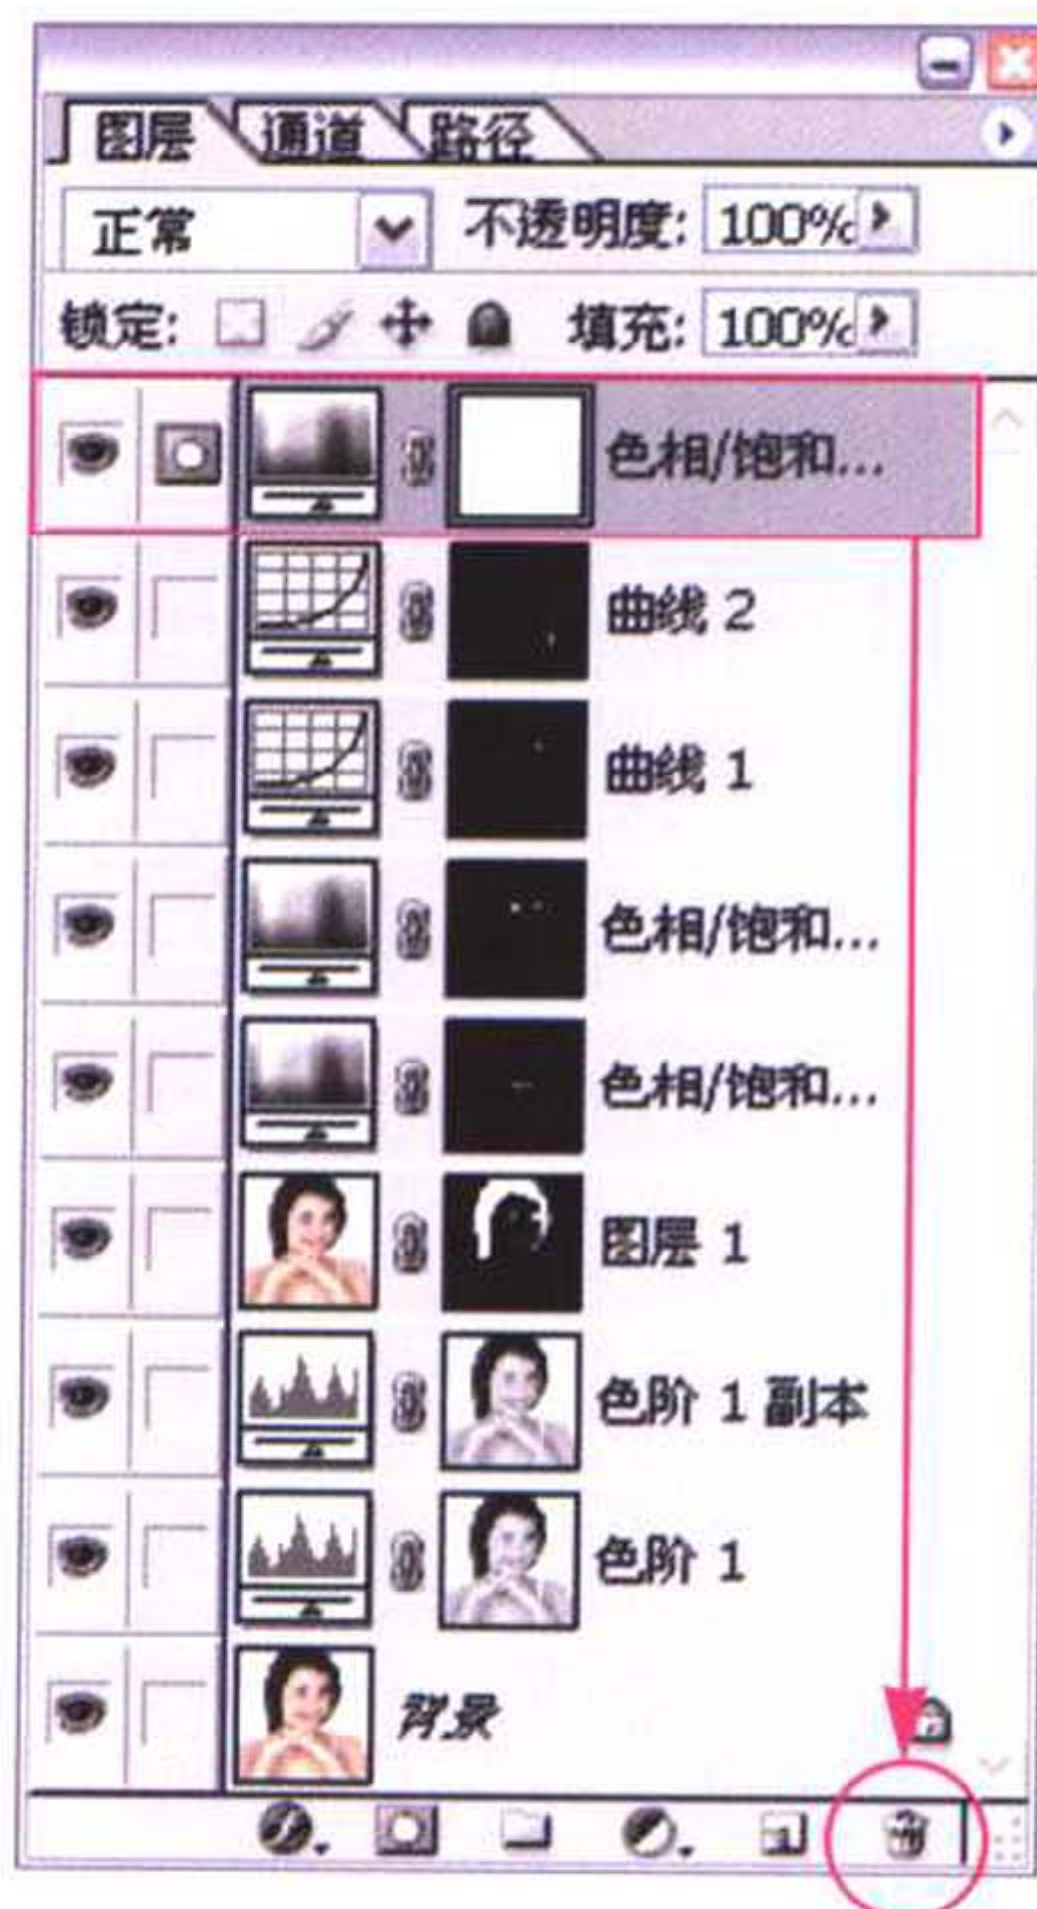 图层 通道 路径
正常 不透明度: 100%
锁定: 填充: 100%
色相/饱和...
曲线 2
曲线 1
色相/饱和...
色相/饱和...
图层 1
色阶 1 副本
色阶 1
背景